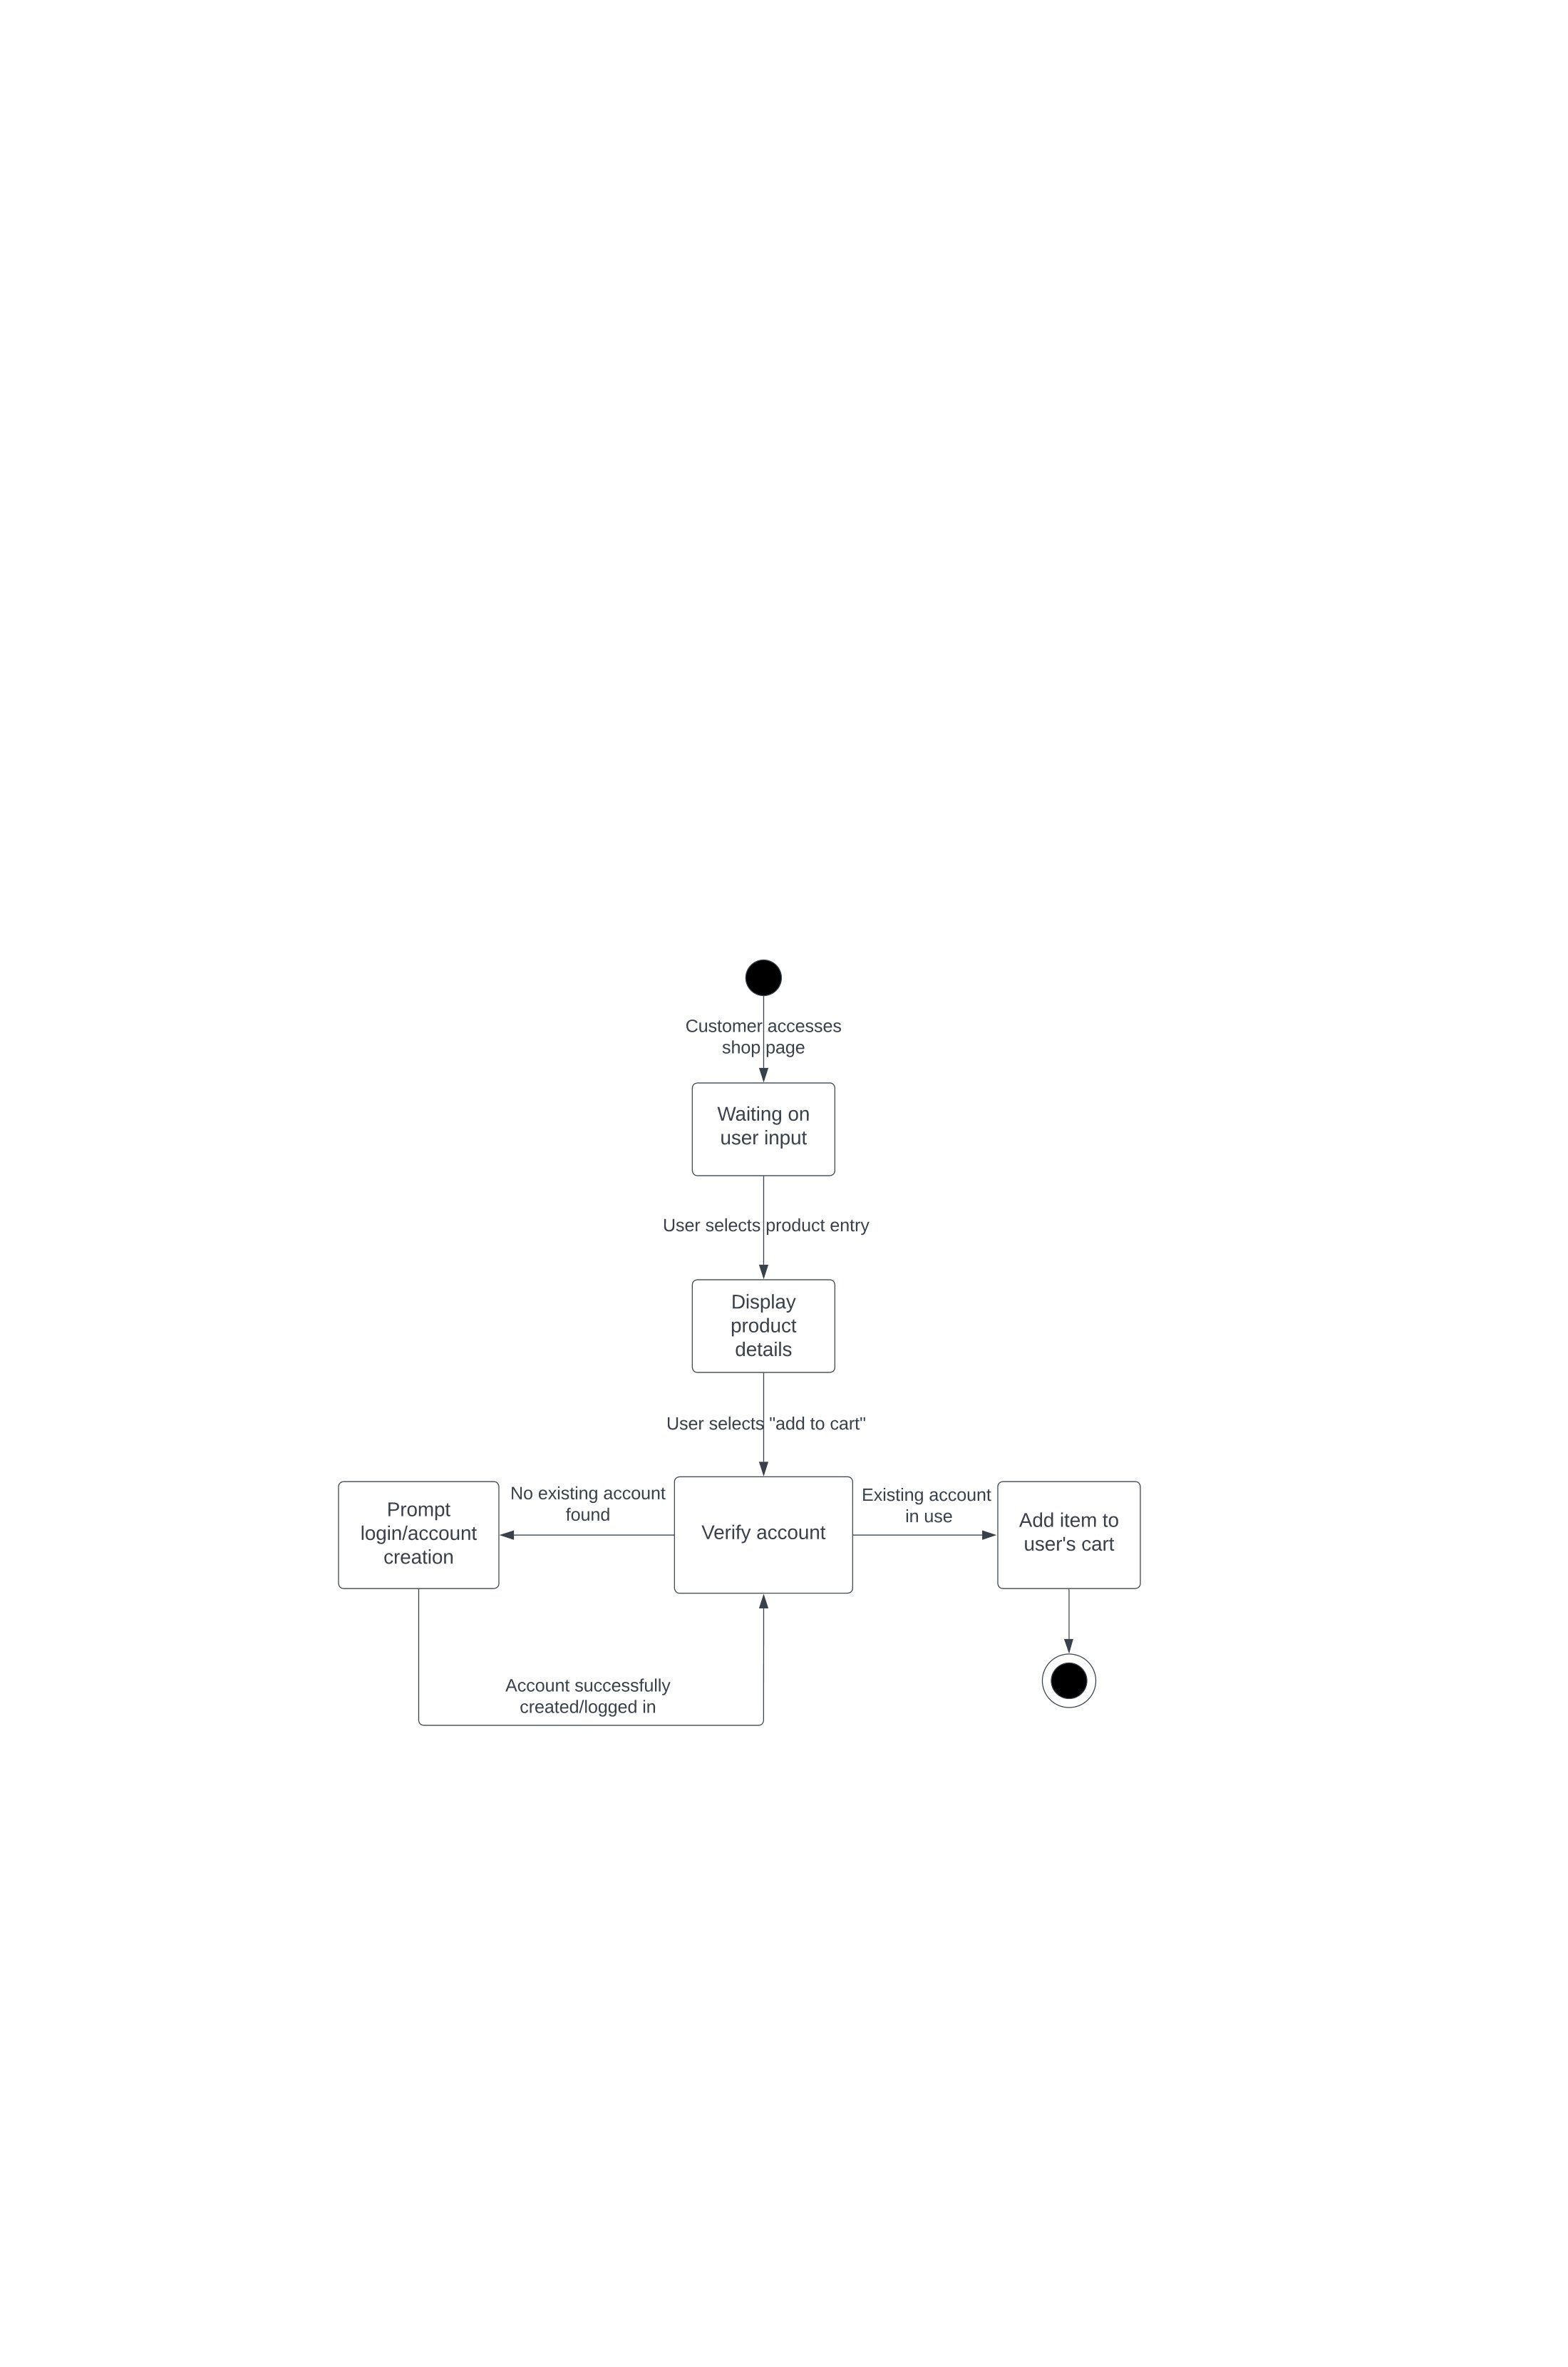 Customer accesses
shop page
Waiting on
user input
User selects product entry
Display
product
details
User selects "add to cart"
Prompt
login/account
creation
No existing account
found
Verify account
Existing account
in use
Add item to
user's cart
Account successfully
created/logged in